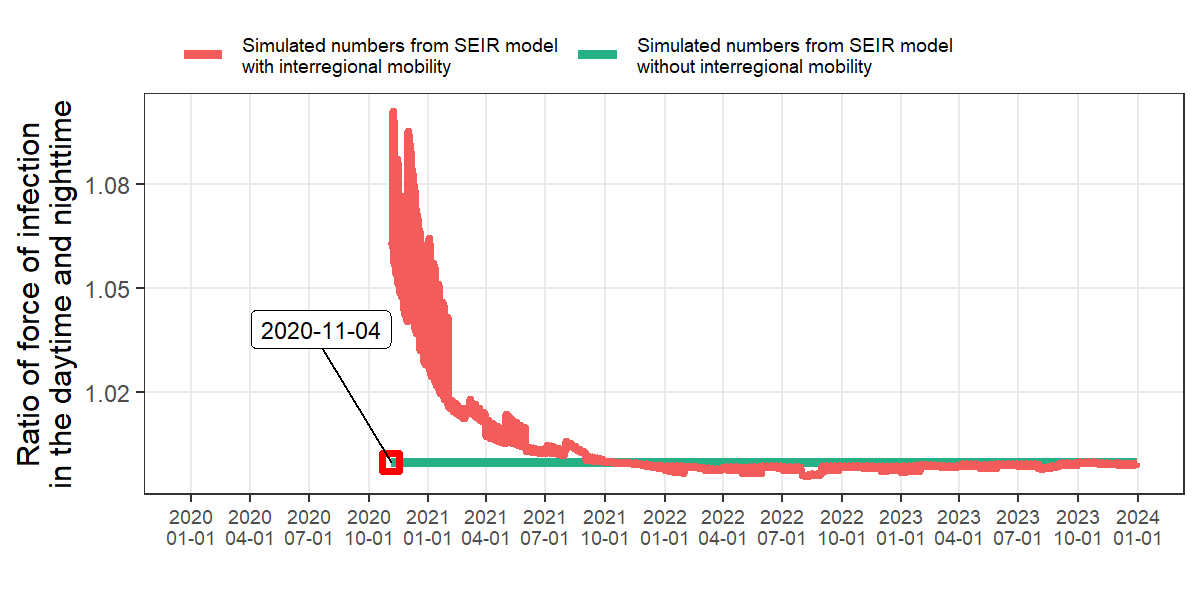 Simulated numbers from SEIR model
with interregional mobility
Simulated numbers from SEIR model
without interregional mobility
Ratio of force of infection
in the daytime and nighttime
1.08
1.05
1.02
2020-11-04
2020 2020 2020 2020 2021 2021 2021 2021 2022 2022 2022 2022 2023 2023 2023 2023 2024
01-01 04-01 07-01 10-01 01-01 04-01 07-01 10-01 01-01 04-01 07-01 10-01 01-01 04-01 07-01 10-01 01-01